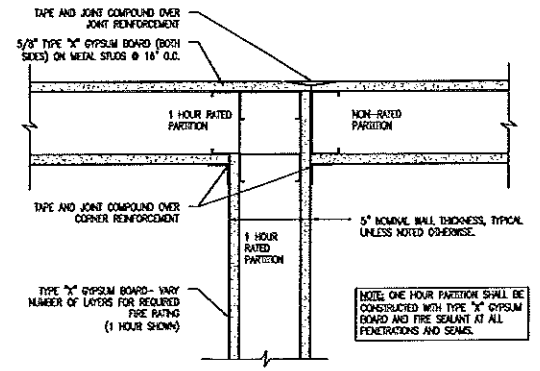 TAPE AND JOINT COMPOUND OVER
JOINT REINFORCEMENT
5/8" TYPE "X" GYPSUM BOARD (BOTH
SIDES) ON METAL STUDS @ 16" O.C.
1 HOUR RATED
PARTITION
NON-RATED
PARTITION
TAPE AND JOINT COMPOUND OVER
CORNER REINFORCEMENT
5" NOMINAL WALL THICKNESS, TYPICAL
UNLESS NOTED OTHERWISE.
1 HOUR
RATED
PARTITION
TYPE "X" GYPSUM BOARD- VARY
NUMBER OF LAYERS FOR REQUIRED
FIRE RATING
(1 HOUR SHOWN)
NOTE: ONE HOUR PARTITION SHALL BE
CONSTRUCTED WITH TYPE "X" GYPSUM
BOARD AND FIRE SEALANT AT ALL
PENETRATIONS AND SEAMS.